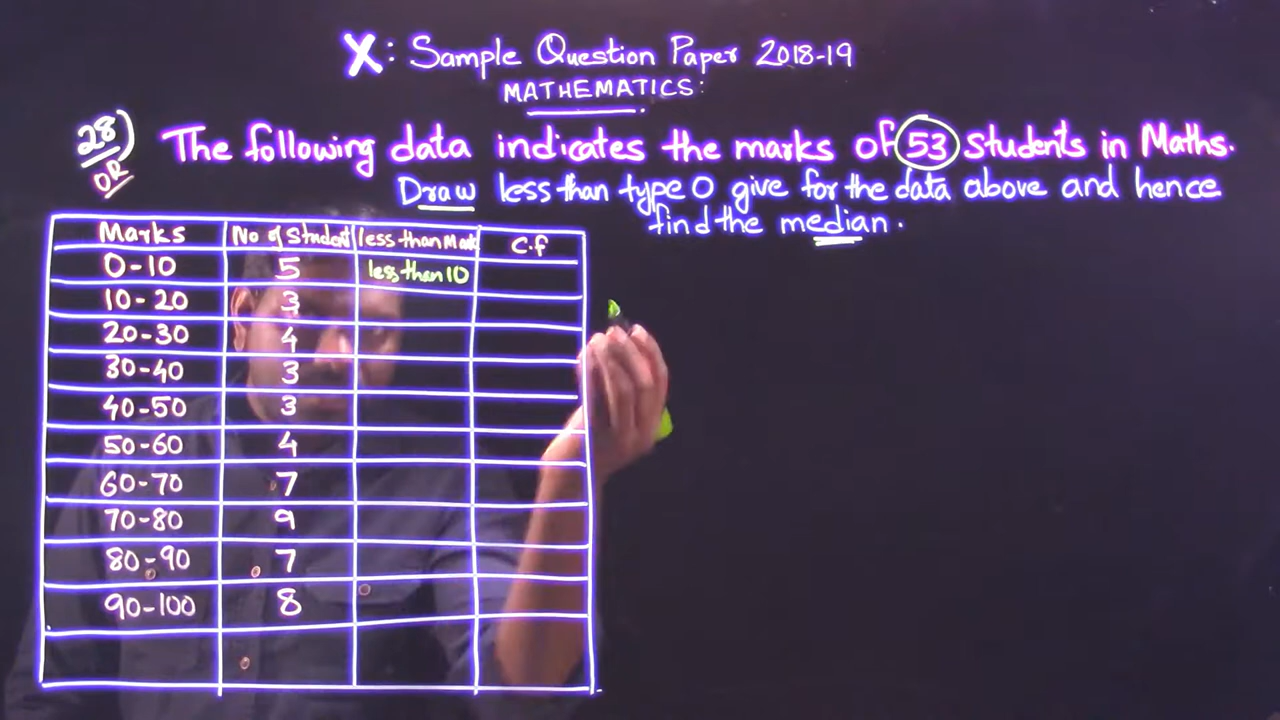 X: Sample Question Paper 2018-19
MATHEMATICS:
28) The following data indicates the marks of 53 students in Maths.
OR
Draw less than type O give for the data above and hence
find the median.
Marks No of Student less than Mark C.f
0-10 5 less than 10
10-20 3
20-30 4
30-40 3
40-50 3
50-60 4
60-70 7
70-80 9
80-90 7
90-100 8